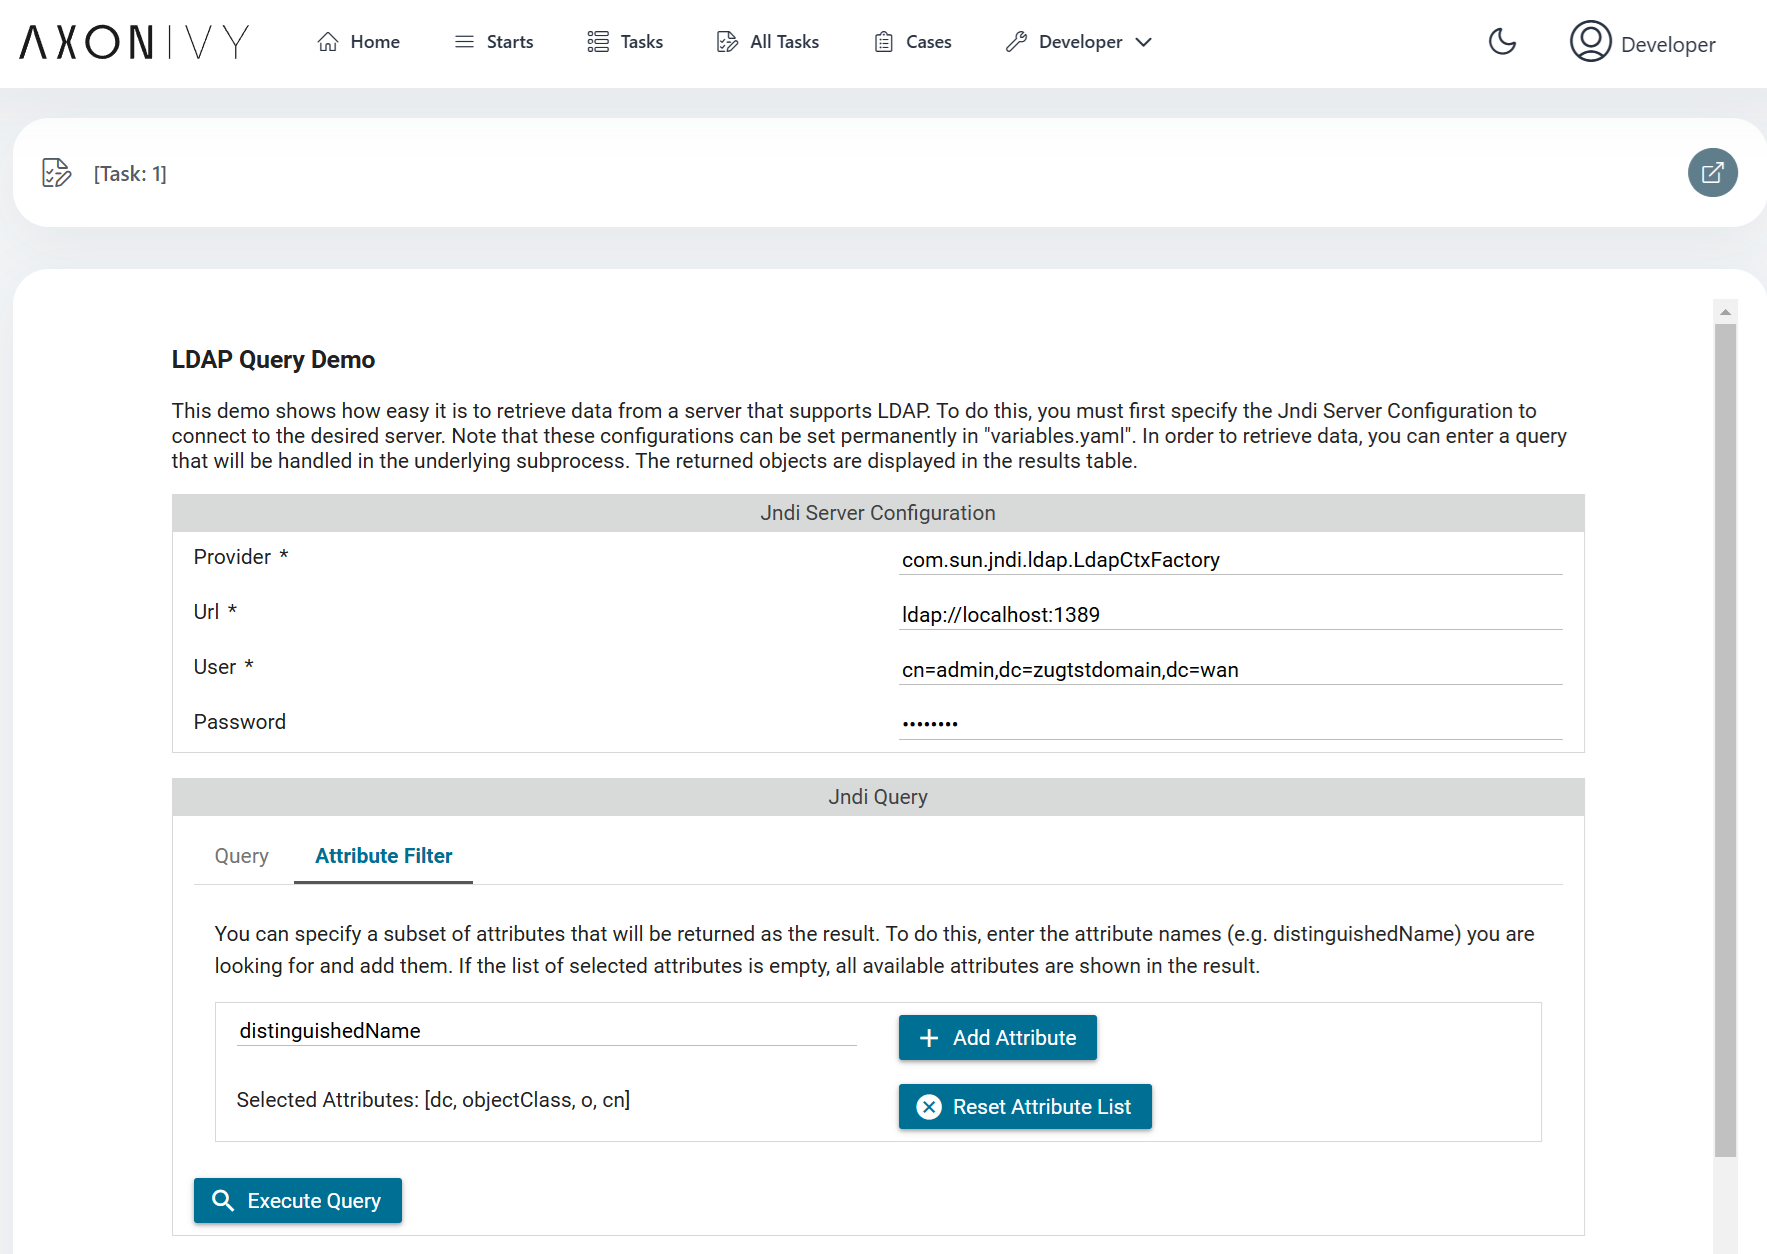 AXONIVY
Home
Starts
Tasks
All Tasks
Cases
Developer
Developer
[Task: 1]
LDAP Query Demo
This demo shows how easy it is to retrieve data from a server that supports LDAP. To do this, you must first specify the Jndi Server Configuration to
connect to the desired server. Note that these configurations can be set permanently in "variables.yaml". In order to retrieve data, you can enter a query
that will be handled in the underlying subprocess. The returned objects are displayed in the results table.
Jndi Server Configuration
Provider *
com.sun.jndi.ldap.LdapCtxFactory
Url *
ldap://localhost:1389
User *
cn=admin,dc=zugtstdomain,dc=wan
Password
••••••••
Jndi Query
Query
Attribute Filter
You can specify a subset of attributes that will be returned as the result. To do this, enter the attribute names (e.g. distinguishedName) you are
looking for and add them. If the list of selected attributes is empty, all available attributes are shown in the result.
distinguishedName
Add Attribute
Selected Attributes: [dc, objectClass, o, cn]
Reset Attribute List
Execute Query